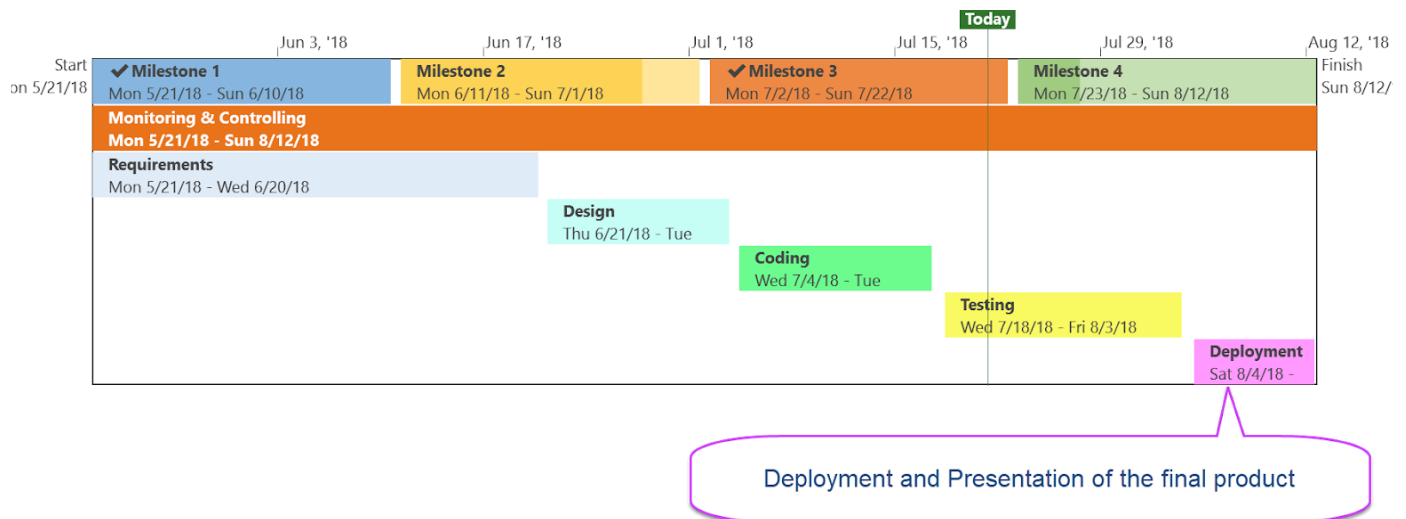 Today
Jun 3, '18
Jun 17, '18
Jul 1, '18
Jul 15, '18
Jul 29, '18
Aug 12, '18
Start
on 5/21/18
✔ Milestone 1
Mon 5/21/18 - Sun 6/10/18
Milestone 2
Mon 6/11/18 - Sun 7/1/18
✔ Milestone 3
Mon 7/2/18 - Sun 7/22/18
Milestone 4
Mon 7/23/18 - Sun 8/12/18
Finish
Sun 8/12/
Monitoring & Controlling
Mon 5/21/18 - Sun 8/12/18
Requirements
Mon 5/21/18 - Wed 6/20/18
Design
Thu 6/21/18 - Tue
Coding
Wed 7/4/18 - Tue
Testing
Wed 7/18/18 - Fri 8/3/18
Deployment
Sat 8/4/18 -
Deployment and Presentation of the final product